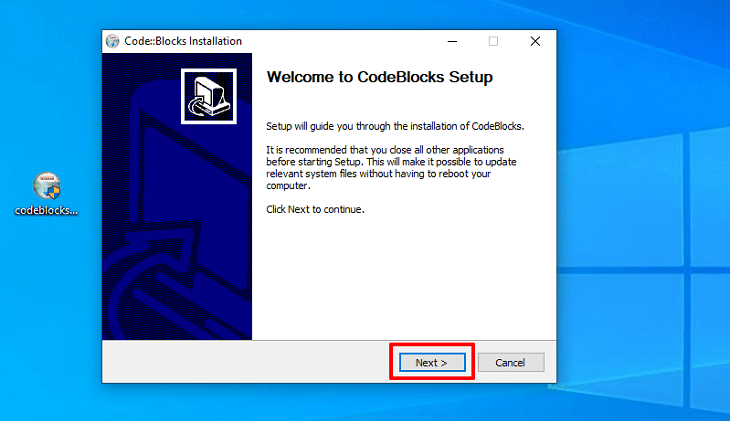 Code::Blocks Installation
Welcome to CodeBlocks Setup
Setup will guide you through the installation of CodeBlocks.
It is recommended that you close all other applications
before starting Setup. This will make it possible to update
relevant system files without having to reboot your
computer.
Click Next to continue.
codeblocks...
Next >
Cancel